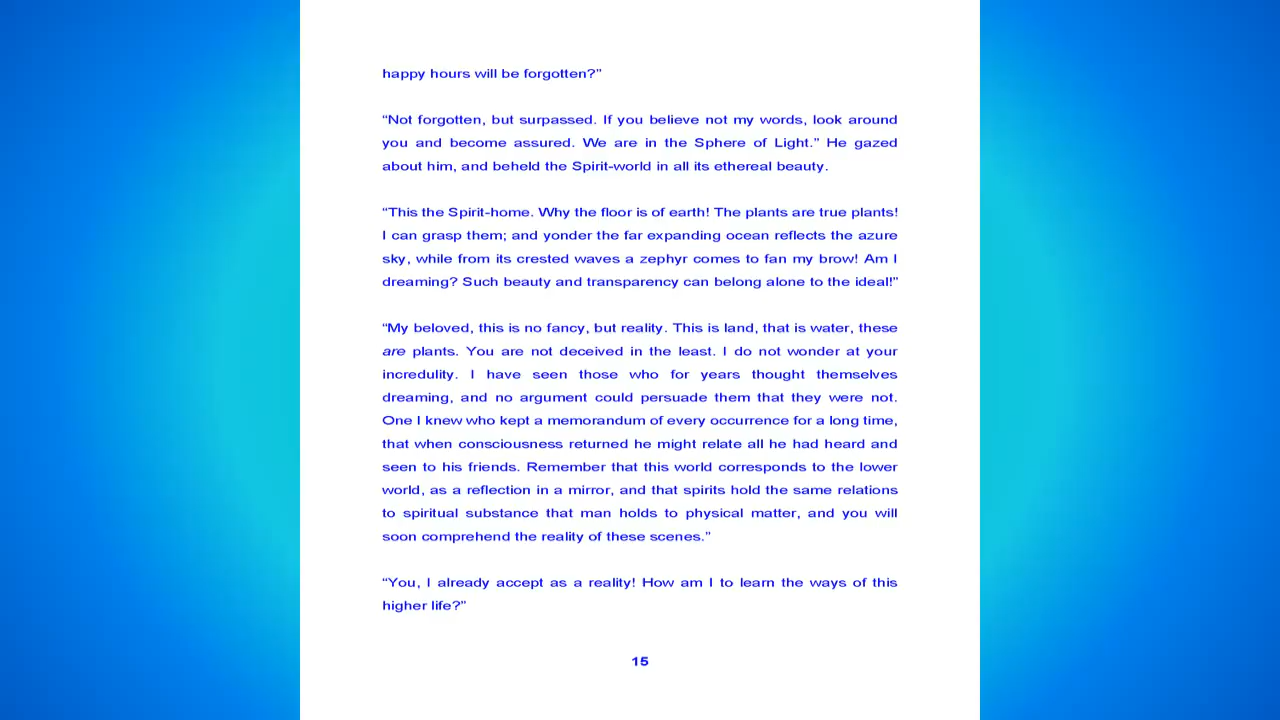 happy hours will be forgotten?”
“Not forgotten, but surpassed. If you believe not my words, look around
you and become assured. We are in the Sphere of Light.” He gazed
about him, and beheld the Spirit-world in all its ethereal beauty.
“This the Spirit-home. Why the floor is of earth! The plants are true plants!
I can grasp them; and yonder the far expanding ocean reflects the azure
sky, while from its crested waves a zephyr comes to fan my brow! Am I
dreaming? Such beauty and transparency can belong alone to the ideal!”
“My beloved, this is no fancy, but reality. This is land, that is water, these
are plants. You are not deceived in the least. I do not wonder at your
incredulity. I have seen those who for years thought themselves
dreaming, and no argument could persuade them that they were not.
One I knew who kept a memorandum of every occurrence for a long time,
that when consciousness returned he might relate all he had heard and
seen to his friends. Remember that this world corresponds to the lower
world, as a reflection in a mirror, and that spirits hold the same relations
to spiritual substance that man holds to physical matter, and you will
soon comprehend the reality of these scenes.”
“You, I already accept as a reality! How am I to learn the ways of this
higher life?”
15